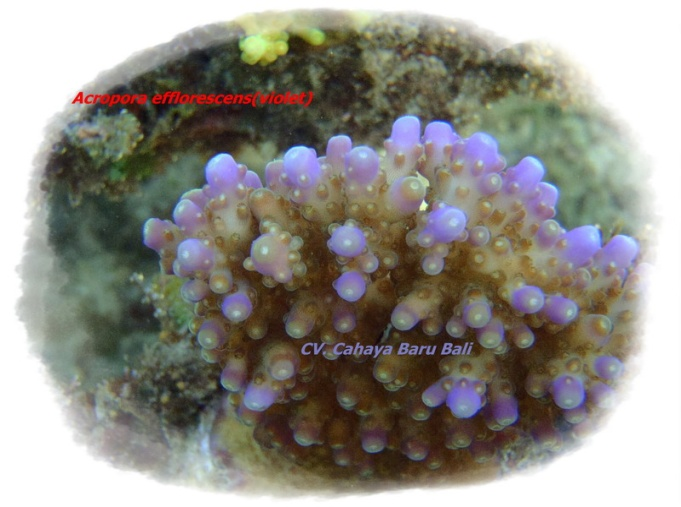 Acropora efflorescens(violet)
CV. Cahaya Baru Bali